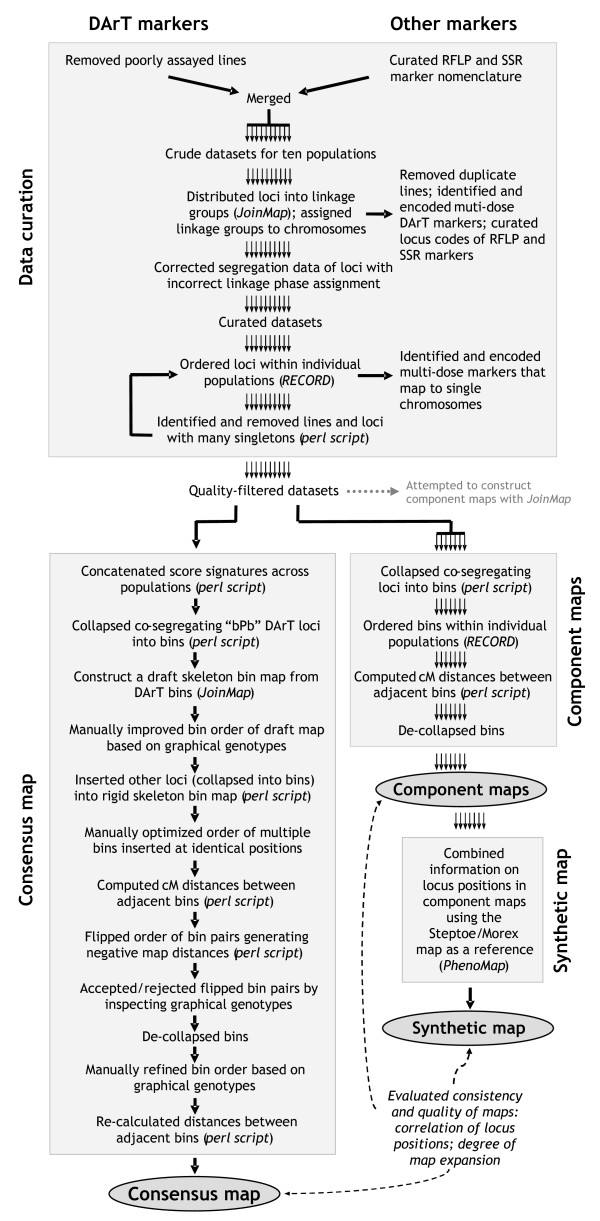 DArT markers
Other markers
Data curation
Removed poorly assayed lines
Curated RFLP and SSR
marker nomenclature
Merged
Crude datasets for ten populations
Distributed loci into linkage
groups (JoinMap); assigned
linkage groups to chromosomes
Removed duplicate
lines; identified and
encoded muti-dose
DArT markers; curated
locus codes of RFLP and
SSR markers
Corrected segregation data of loci with
incorrect linkage phase assignment
Curated datasets
Ordered loci within individual
populations (RECORD)
Identified and encoded
multi-dose markers that
map to single
chromosomes
Identified and removed lines and loci
with many singletons (perl script)
Quality-filtered datasets
Attempted to construct
component maps with JoinMap
Consensus map
Concatenated score signatures across
populations (perl script)
Collapsed co-segregating “bPb” DArT loci
into bins (perl script)
Construct a draft skeleton bin map from
DArT bins (JoinMap)
Manually improved bin order of draft map
based on graphical genotypes
Inserted other loci (collapsed into bins)
into rigid skeleton bin map (perl script)
Manually optimized order of multiple
bins inserted at identical positions
Computed cM distances between
adjacent bins (perl script)
Flipped order of bin pairs generating
negative map distances (perl script)
Accepted/rejected flipped bin pairs by
inspecting graphical genotypes
De-collapsed bins
Manually refined bin order based on
graphical genotypes
Re-calculated distances between
adjacent bins (perl script)
Consensus map
Component maps
Collapsed co-segregating
loci into bins (perl script)
Ordered bins within individual
populations (RECORD)
Computed cM distances between
adjacent bins (perl script)
De-collapsed bins
Component maps
Synthetic map
Combined
information on
locus positions in
component maps
using the
Steptoe/Morex
map as a reference
(PhenoMap)
Synthetic map
Evaluated consistency
and quality of maps:
correlation of locus
positions; degree of
map expansion